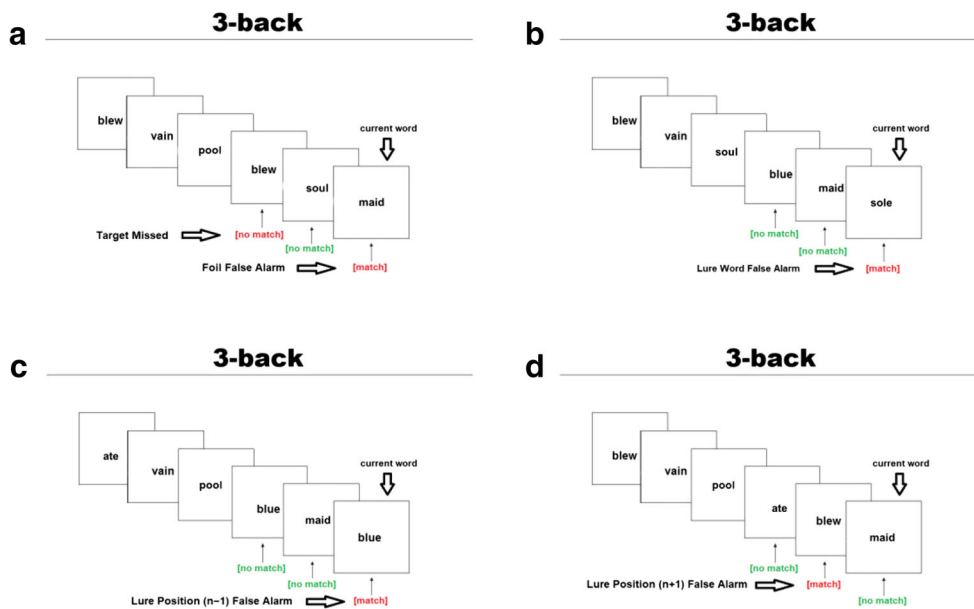 a
3-back
blew
vain
pool
blew
soul
maid
current word
Target Missed
[no match]
[no match]
Foil False Alarm
[match]
b
3-back
blew
vain
soul
blue
maid
sole
current word
[no match]
[no match]
Lure Word False Alarm
[match]
c
3-back
ate
vain
pool
blue
maid
blue
current word
[no match]
[no match]
Lure Position (n−1) False Alarm
[match]
d
3-back
blew
vain
pool
ate
blew
maid
current word
[no match]
Lure Position (n+1) False Alarm
[match]
[no match]